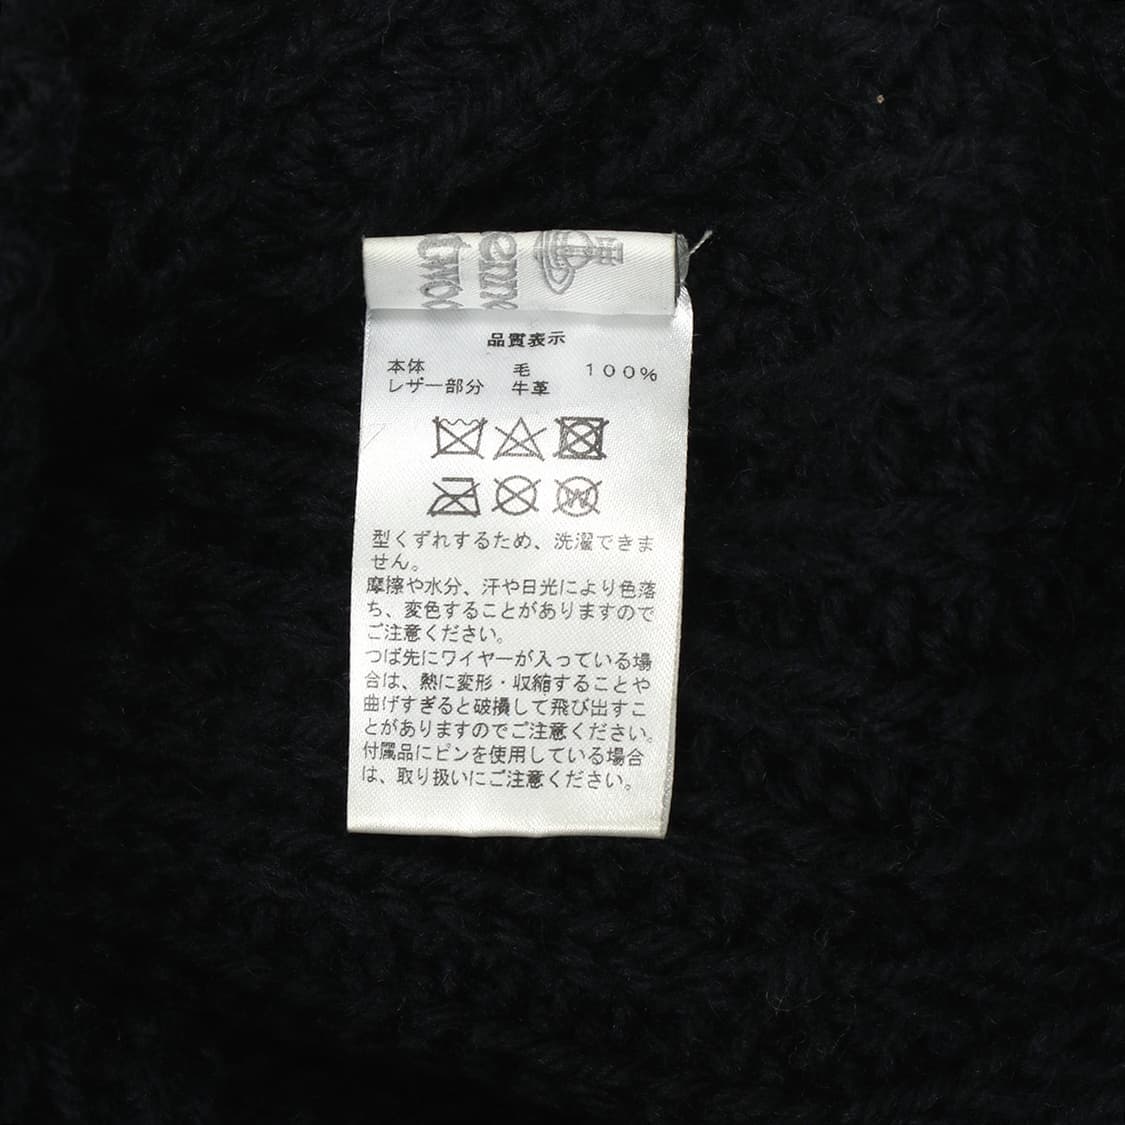 品質表示
本体 毛 100%
レザー部分 牛革
型くずれするため、洗濯できま
せん。
摩擦や水分、汗や日光により色落
ち、変色することがありますので
ご注意ください。
つば先にワイヤーが入っている場
合は、熱に変形・収縮することや
曲げすぎると破損して飛び出すこ
とがありますのでご注意ください。
付属品にピンを使用している場合
は、取り扱いにご注意ください。